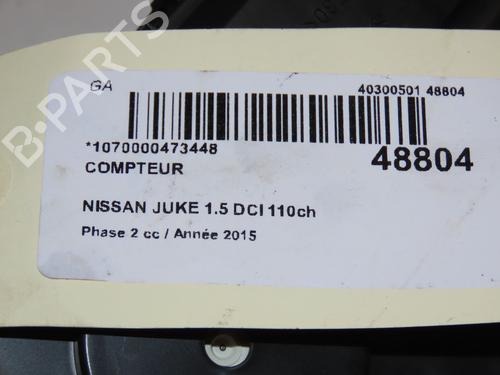 GA
40300501 48804
*1070000473448
48804
COMPTEUR
NISSAN JUKE 1.5 DCI 110ch
Phase 2 cc / Année 2015
B-PARTS